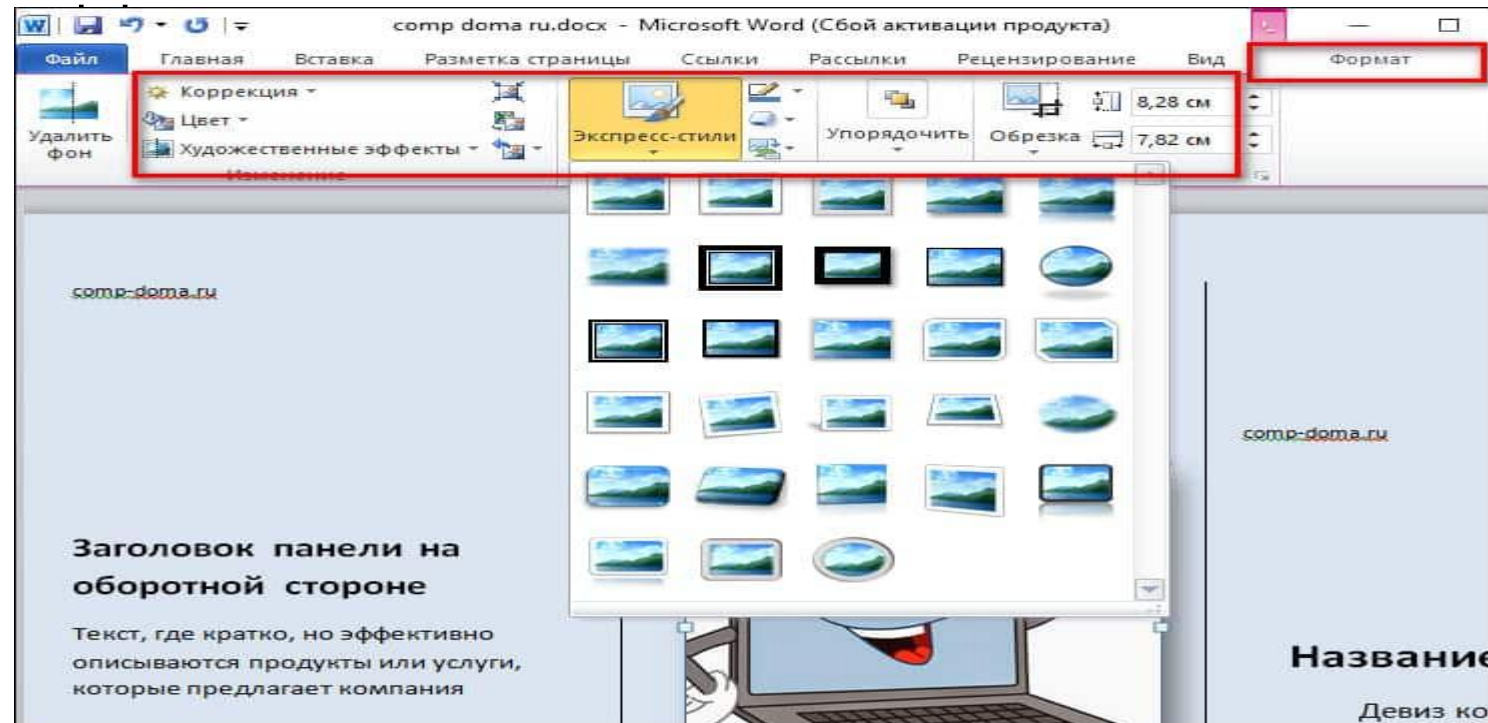 comp doma ru.docx - Microsoft Word (Сбой активации продукта)
Файл Главная Вставка Разметка страницы Ссылки Рассылки Рецензирование Вид Формат
Удалить фон
Коррекция
Цвет
Художественные эффекты
Изменение
Экспресс-стили
Упорядочить
Обрезка
8,28 см
7,82 см
comp-doma.ru
Заголовок панели на
оборотной стороне
Текст, где кратко, но эффективно
описываются продукты или услуги,
которые предлагает компания
comp-doma.ru
Название
Девиз ко